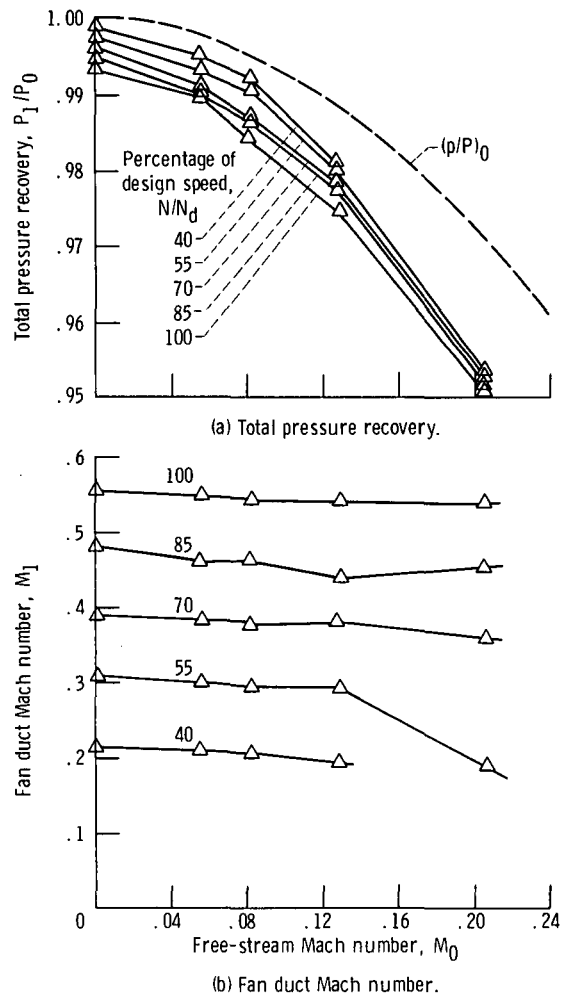 Total pressure recovery, P1/P0
1.00
.99
.98
.97
.96
.95
(p/P)0
Percentage of
design speed,
N/Nd
40
55
70
85
100
(a) Total pressure recovery.
Fan duct Mach number, M1
.6
.5
.4
.3
.2
.1
100
85
70
55
40
0 .04 .08 .12 .16 .20 .24
Free-stream Mach number, M0
(b) Fan duct Mach number.